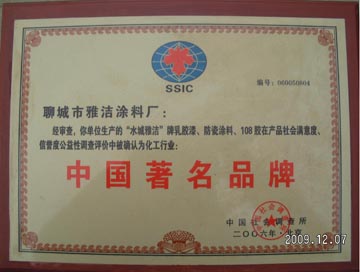 SSIC
编号：060050804
聊城市雅洁涂料厂：
经审查，你单位生产的“水城雅洁”牌乳胶漆、防瓷涂料、108胶在产品社会满意度、
信誉度公益性调查评价中被确认为化工行业：
中国著名品牌
中国社会调查所
二〇〇六年·北京
2009.12.07